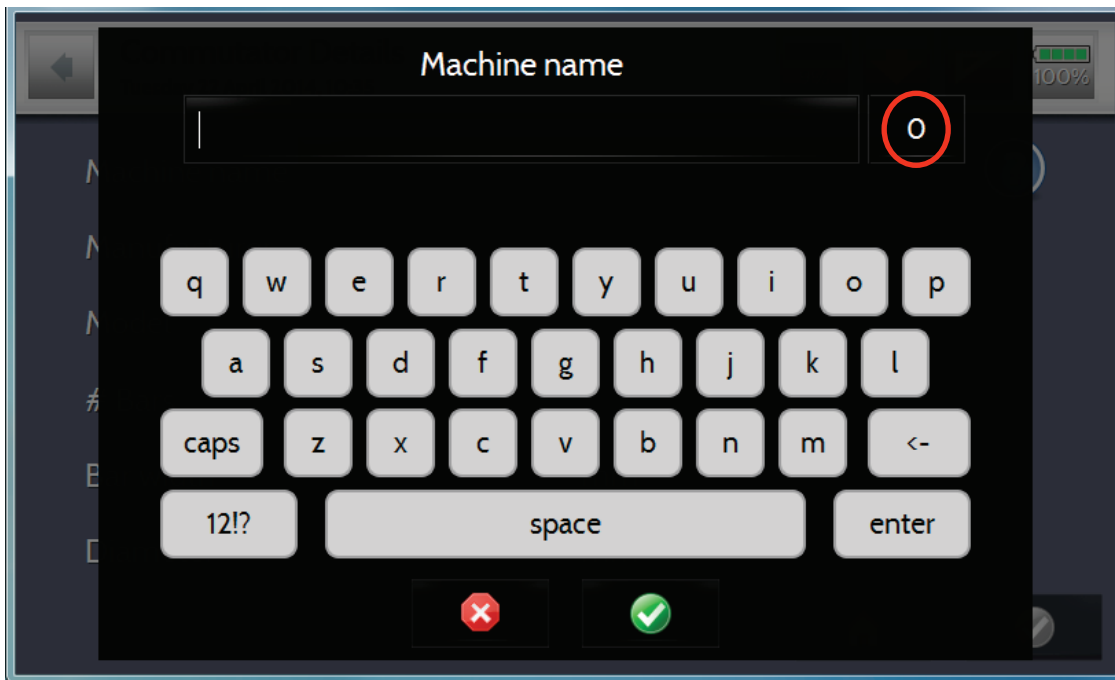 Machine name
0
100%
q w e r t y u i o p
a s d f g h j k l
caps z x c v b n m <-
12!? space enter